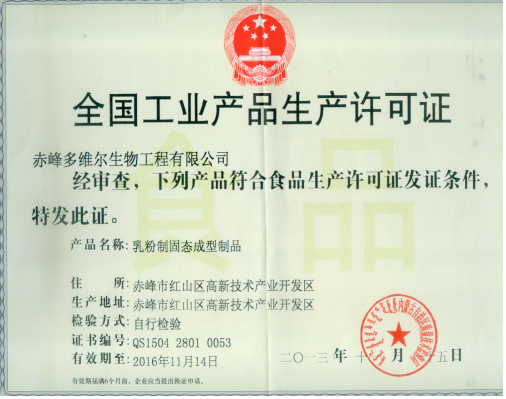 全国工业产品生产许可证
食品
赤峰多维尔生物工程有限公司
经审查，下列产品符合食品生产许可证发证条件，
特发此证。
产品名称：乳粉制固态成型制品
住 所：赤峰市红山区高新技术产业开发区
生产地址：赤峰市红山区高新技术产业开发区
检验方式：自行检验
证书编号：QS1504 2801 0053
有效期至：2016年11月14日
二〇一三 年 十 月 五日
有效期届满6个月前，企业应当提出换证申请。